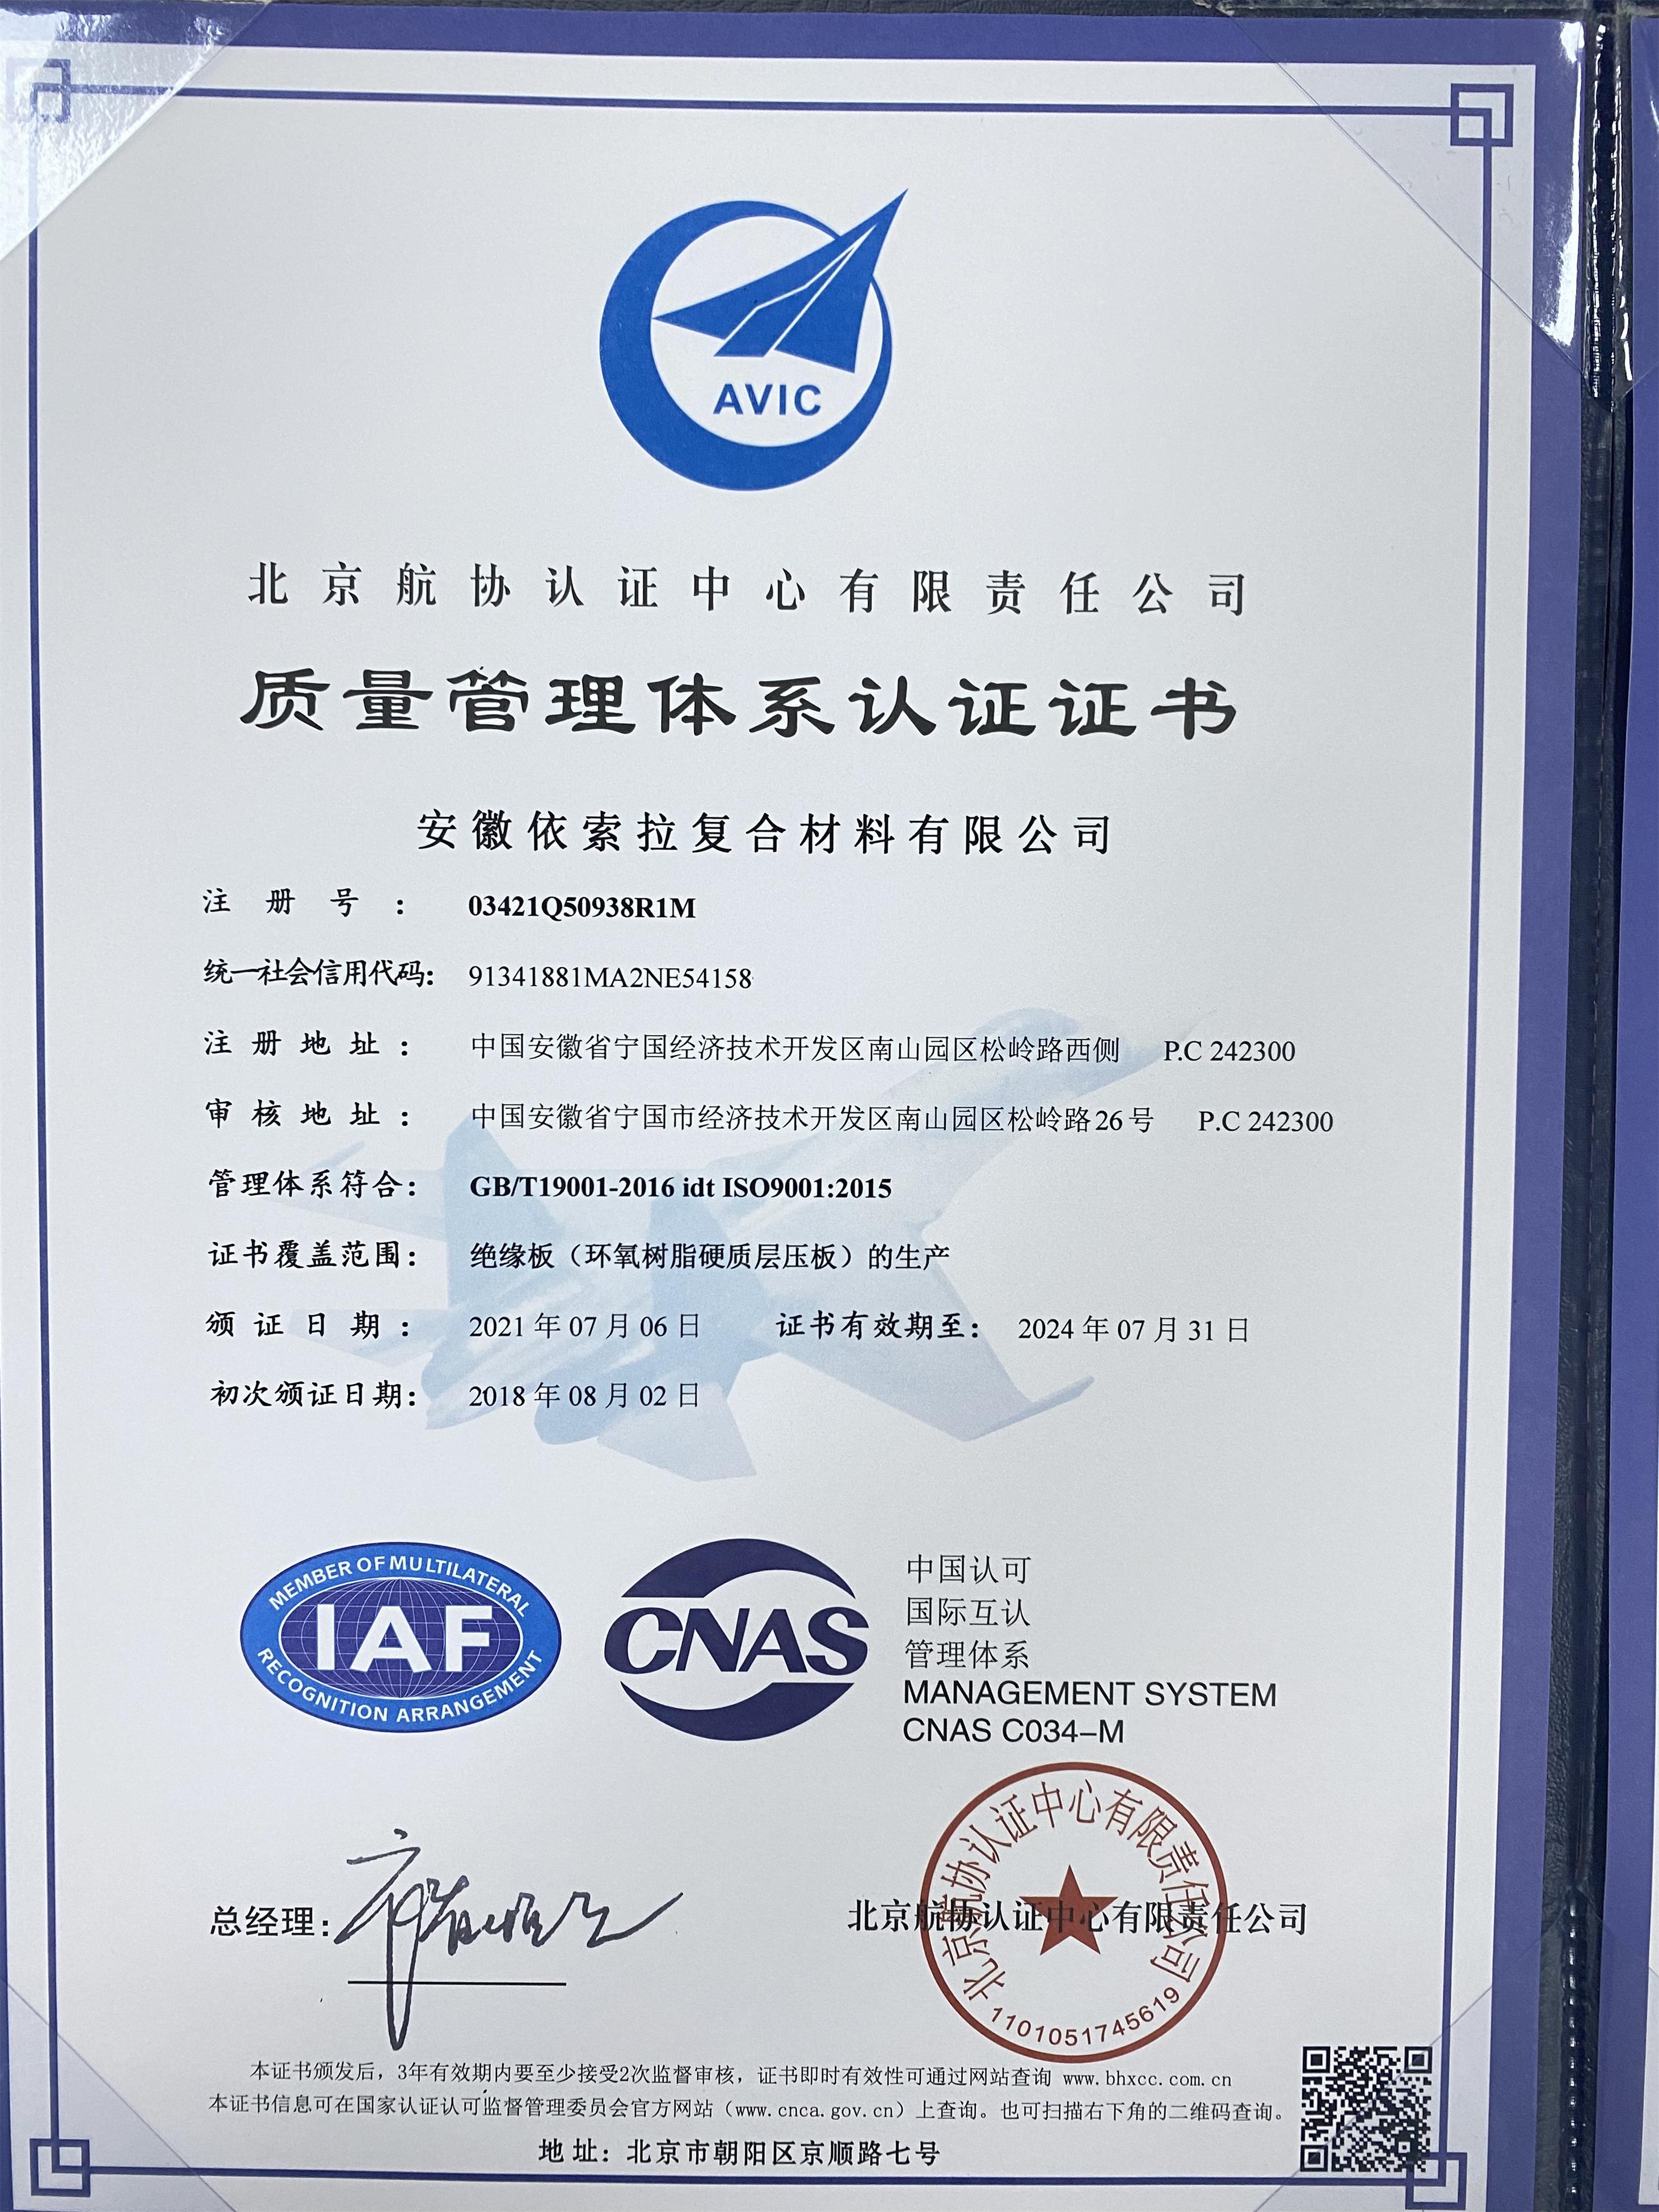 AVIC
北京航协认证中心有限责任公司
质量管理体系认证证书
安徽依索拉复合材料有限公司
注册号： 03421Q50938R1M
统一社会信用代码： 91341881MA2NE54158
注册地址： 中国安徽省宁国经济技术开发区南山园区松岭路西侧 P.C 242300
审核地址： 中国安徽省宁国市经济技术开发区南山园区松岭路26号 P.C 242300
管理体系符合： GB/T19001-2016 idt ISO9001:2015
证书覆盖范围： 绝缘板（环氧树脂硬质层压板）的生产
颁证日期： 2021年07月06日 证书有效期至： 2024年07月31日
初次颁证日期： 2018年08月02日
MEMBER OF MULTILATERAL
IAF
RECOGNITION ARRANGEMENT
CNAS
中国认可
国际互认
管理体系
MANAGEMENT SYSTEM
CNAS C034-M
总经理：
北京航协认证中心有限责任公司
北京航协认证中心有限责任公司
1101051745619
本证书颁发后，3年有效期内要至少接受2次监督审核，证书即时有效性可通过网站查询 www.bhxcc.com.cn
本证书信息可在国家认证认可监督管理委员会官方网站（www.cnca.gov.cn）上查询。也可扫描右下角的二维码查询。
地址：北京市朝阳区京顺路七号